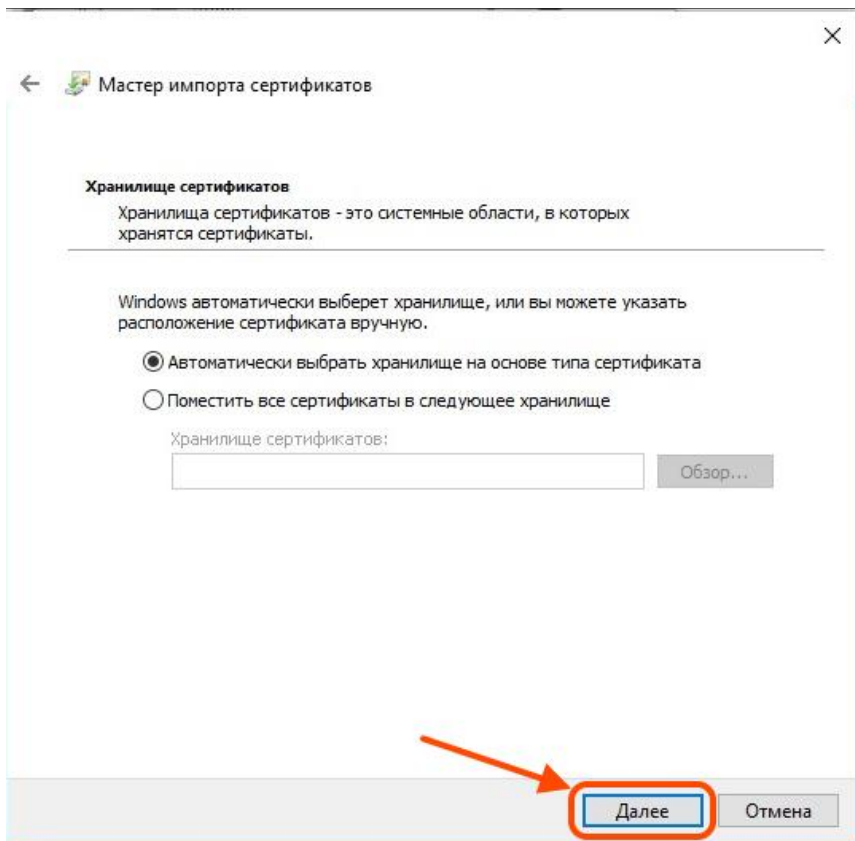 Мастер импорта сертификатов
Хранилище сертификатов
Хранилища сертификатов - это системные области, в которых
хранятся сертификаты.
Windows автоматически выберет хранилище, или вы можете указать
расположение сертификата вручную.
Автоматически выбрать хранилище на основе типа сертификата
Поместить все сертификаты в следующее хранилище
Хранилище сертификатов:
Обзор...
Далее
Отмена